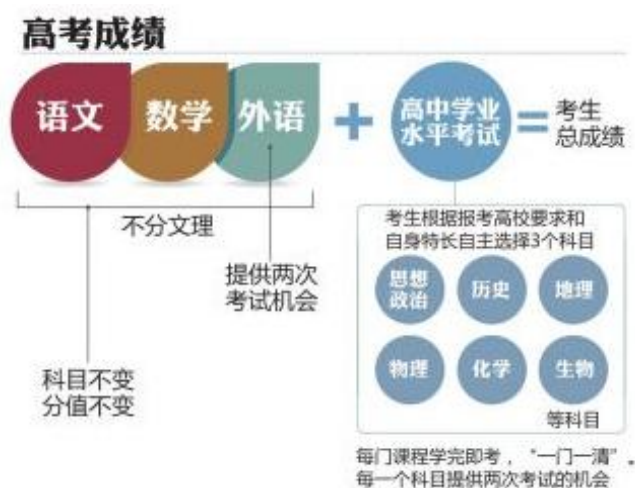 高考成绩
语文 数学 外语 + 高中学业 = 考生
水平考试 总成绩
不分文理
提供两次
考试机会
科目不变
分值不变
考生根据报考高校要求和
自身特长自主选择3个科目
思想
政治
历史
地理
物理
化学
生物
等科目
每门课程学完即考，“一门一清”。
每一个科目提供两次考试的机会